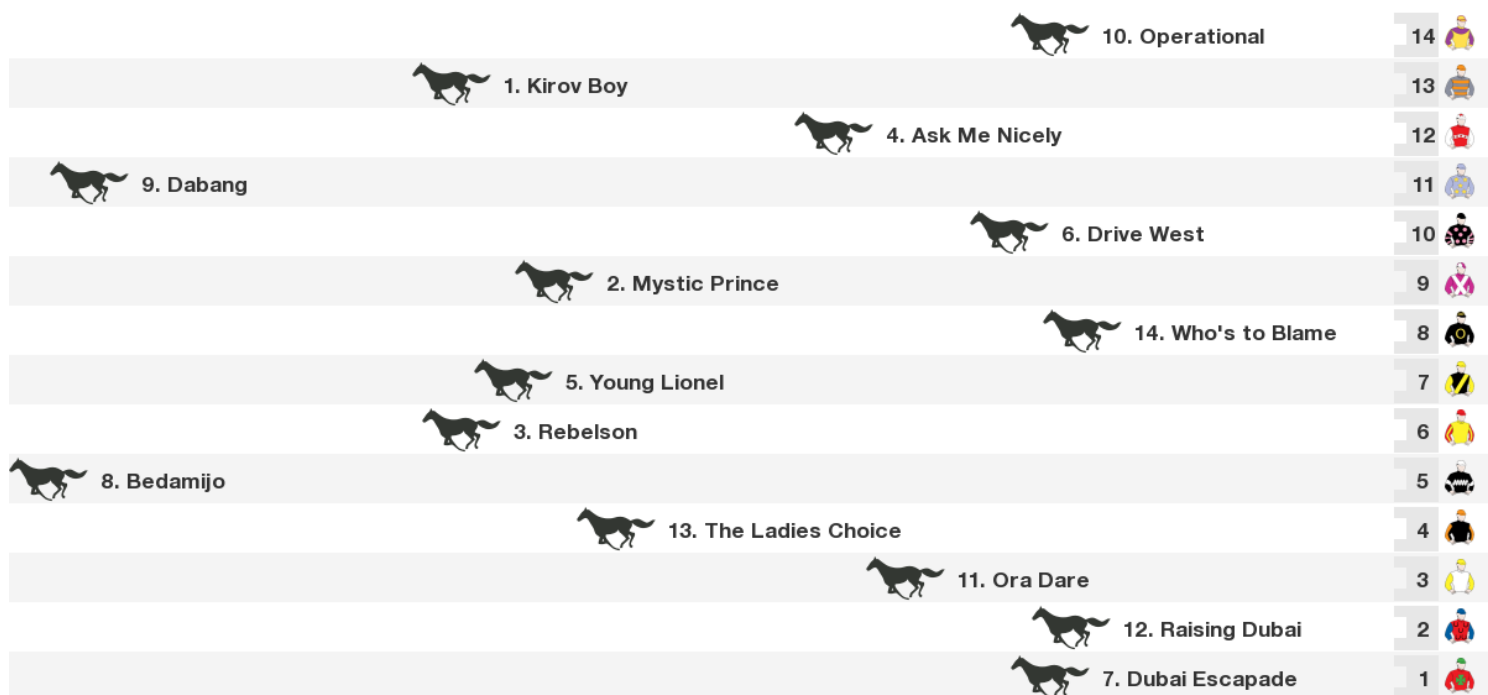 10. Operational 14
1. Kirov Boy 13
4. Ask Me Nicely 12
9. Dabang 11
6. Drive West 10
2. Mystic Prince 9
14. Who's to Blame 8
5. Young Lionel 7
3. Rebelson 6
8. Bedamijo 5
13. The Ladies Choice 4
11. Ora Dare 3
12. Raising Dubai 2
7. Dubai Escapade 1